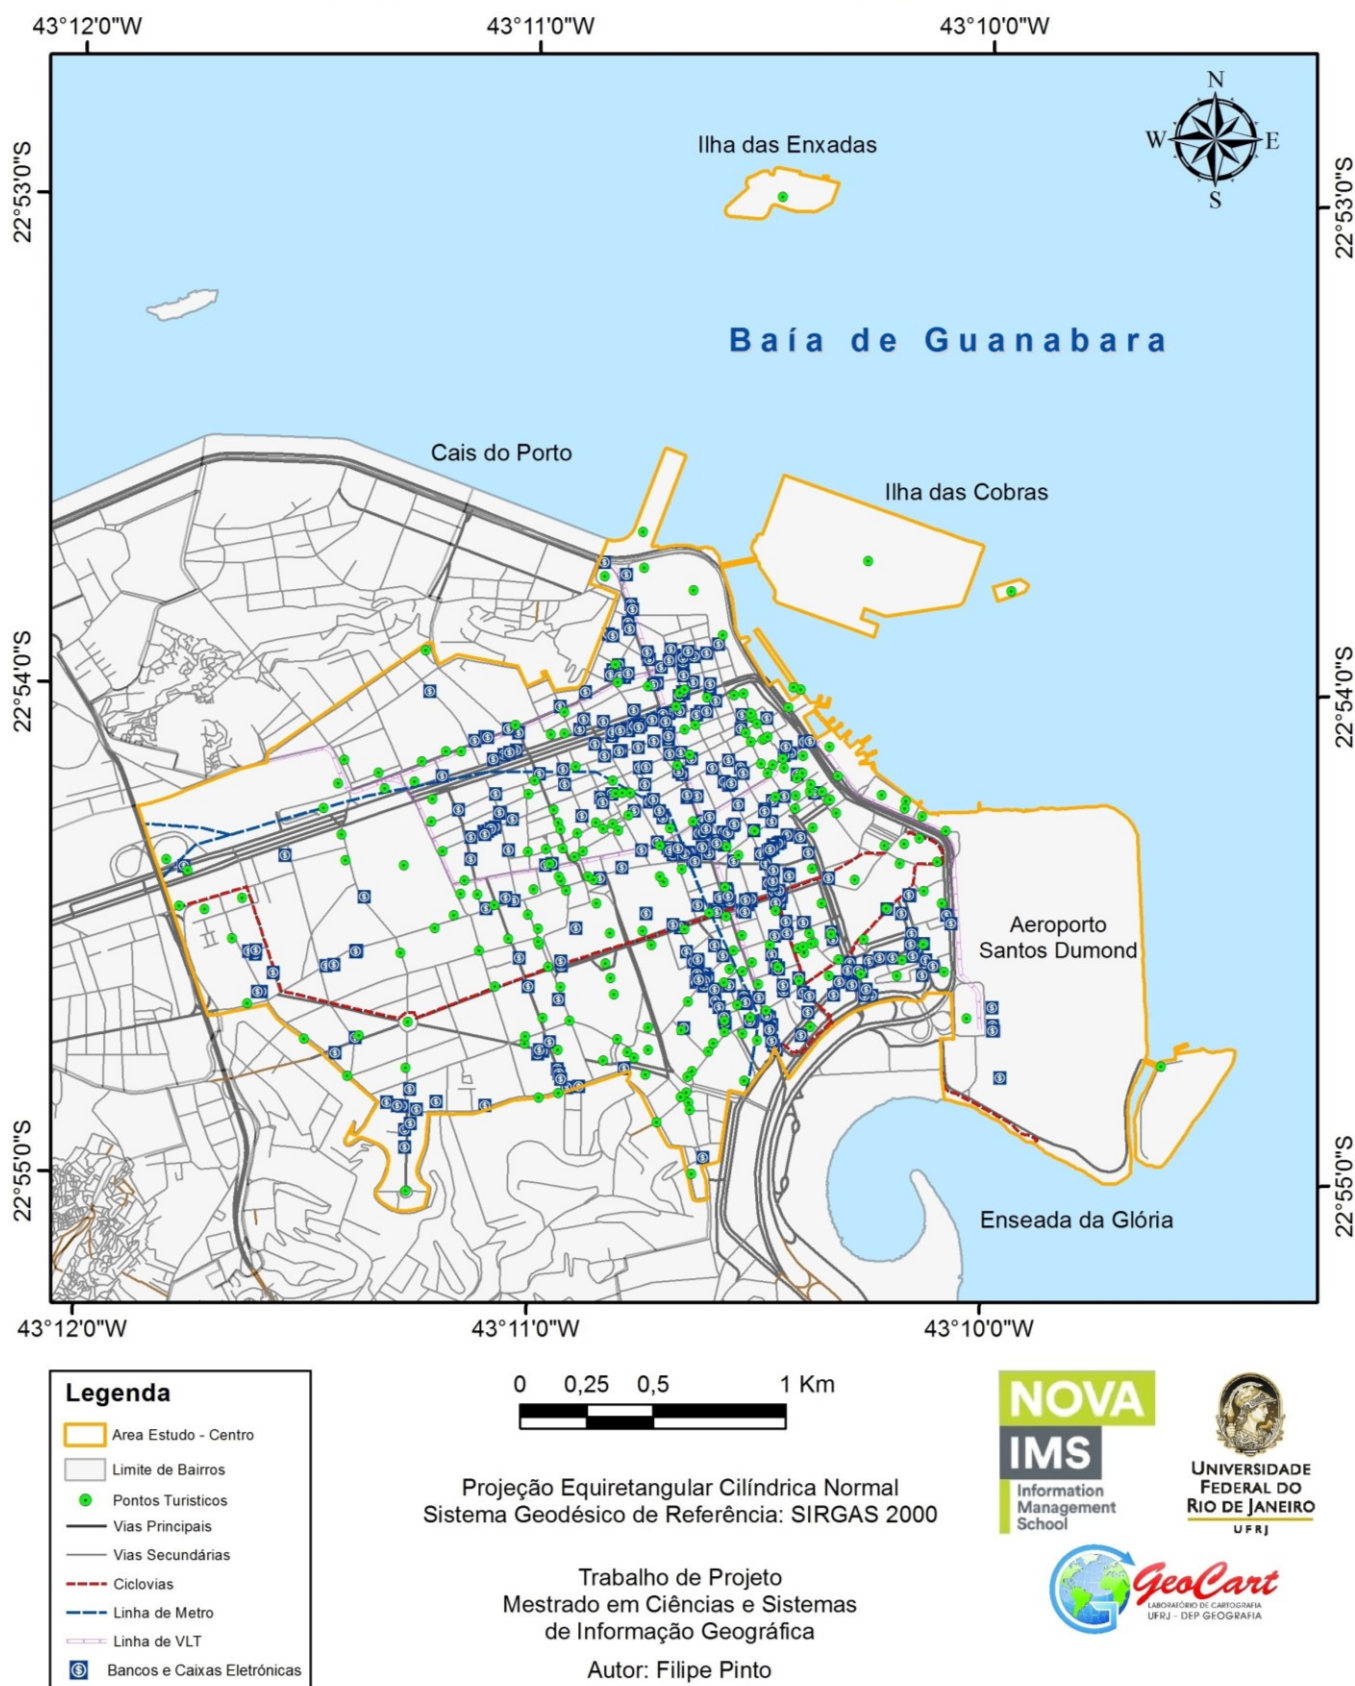 43°12'0"W
43°11'0"W
43°10'0"W
N
W
E
S
Ilha das Enxadas
22°53'0"S
22°53'0"S
Baía de Guanabara
Cais do Porto
Ilha das Cobras
22°54'0"S
22°54'0"S
Aeroporto
Santos Dumond
22°55'0"S
22°55'0"S
Enseada da Glória
43°12'0"W
43°11'0"W
43°10'0"W
Legenda
Area Estudo - Centro
Limite de Bairros
Pontos Turisticos
Vias Principais
Vias Secundárias
Ciclovias
Linha de Metro
Linha de VLT
Bancos e Caixas Eletrónicas
0 0,25 0,5 1 Km
Projeção Equiretangular Cilíndrica Normal
Sistema Geodésico de Referência: SIRGAS 2000
Trabalho de Projeto
Mestrado em Ciências e Sistemas
de Informação Geográfica
Autor: Filipe Pinto
NOVA
IMS
Information
Management
School
UNIVERSIDADE
FEDERAL DO
RIO DE JANEIRO
UFRJ
GeoCart
LABORATÓRIO DE CARTOGRAFIA
UFRJ - DEP GEOGRAFIA